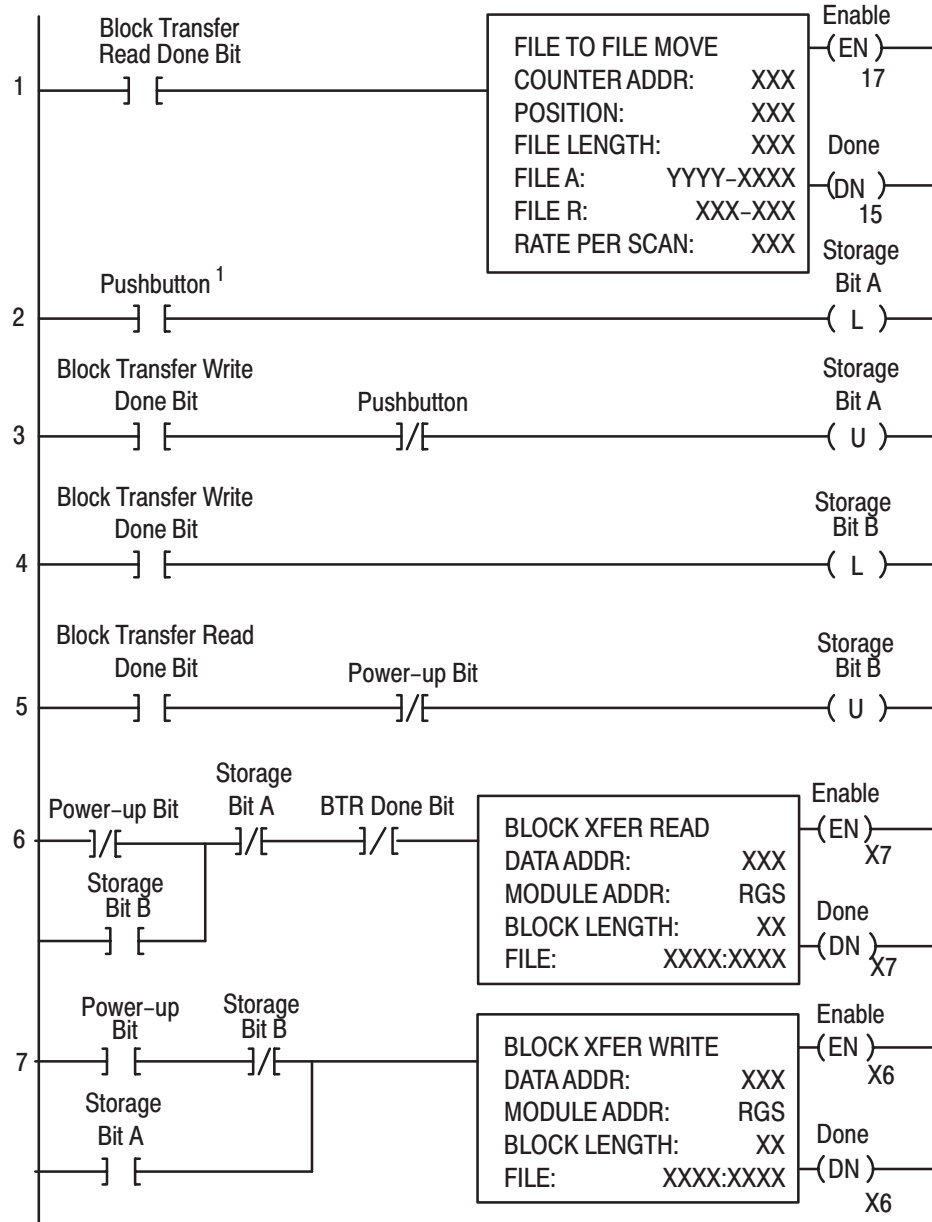 Block Transfer
Read Done Bit
1
FILE TO FILE MOVE
COUNTER ADDR: XXX
POSITION: XXX
FILE LENGTH: XXX
FILE A: YYYY–XXXX
FILE R: XXX–XXX
RATE PER SCAN: XXX
Enable
EN
17
Done
DN
15
Pushbutton 1
2
Storage
Bit A
L
Block Transfer Write
Done Bit
Pushbutton
3
Storage
Bit A
U
Block Transfer Write
Done Bit
4
Storage
Bit B
L
Block Transfer Read
Done Bit
Power–up Bit
5
Storage
Bit B
U
Power–up Bit
Storage
Bit A
BTR Done Bit
6
Storage
Bit B
BLOCK XFER READ
DATA ADDR: XXX
MODULE ADDR: RGS
BLOCK LENGTH: XX
FILE: XXXX:XXXX
Enable
EN
X7
Done
DN
X7
Power–up
Bit
Storage
Bit B
7
Storage
Bit A
BLOCK XFER WRITE
DATA ADDR: XXX
MODULE ADDR: RGS
BLOCK LENGTH: XX
FILE: XXXX:XXXX
Enable
EN
X6
Done
DN
X6